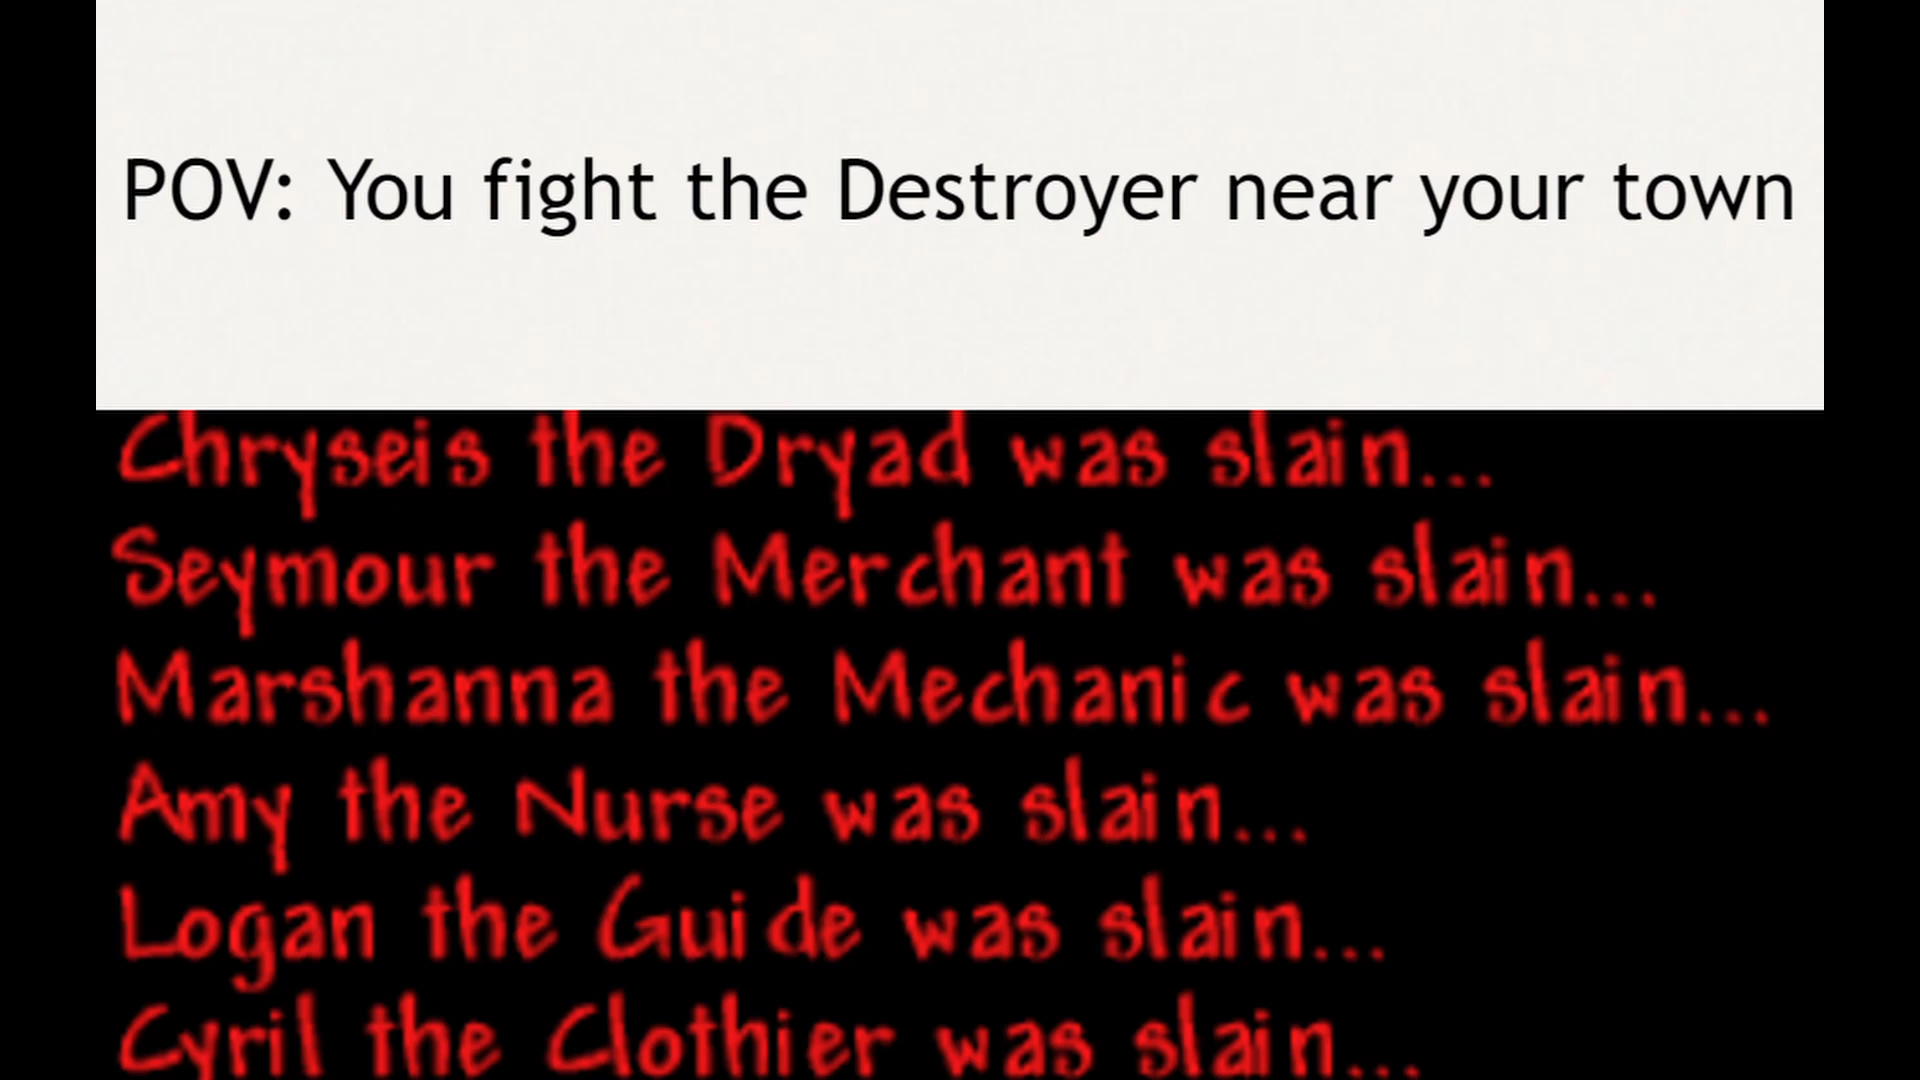 POV: You fight the Destroyer near your town
Chryseis the Dryad was slain...
Seymour the Merchant was slain...
Marshanna the Mechanic was slain...
Amy the Nurse was slain...
Logan the Guide was slain...
Cyril the Clothier was slain...